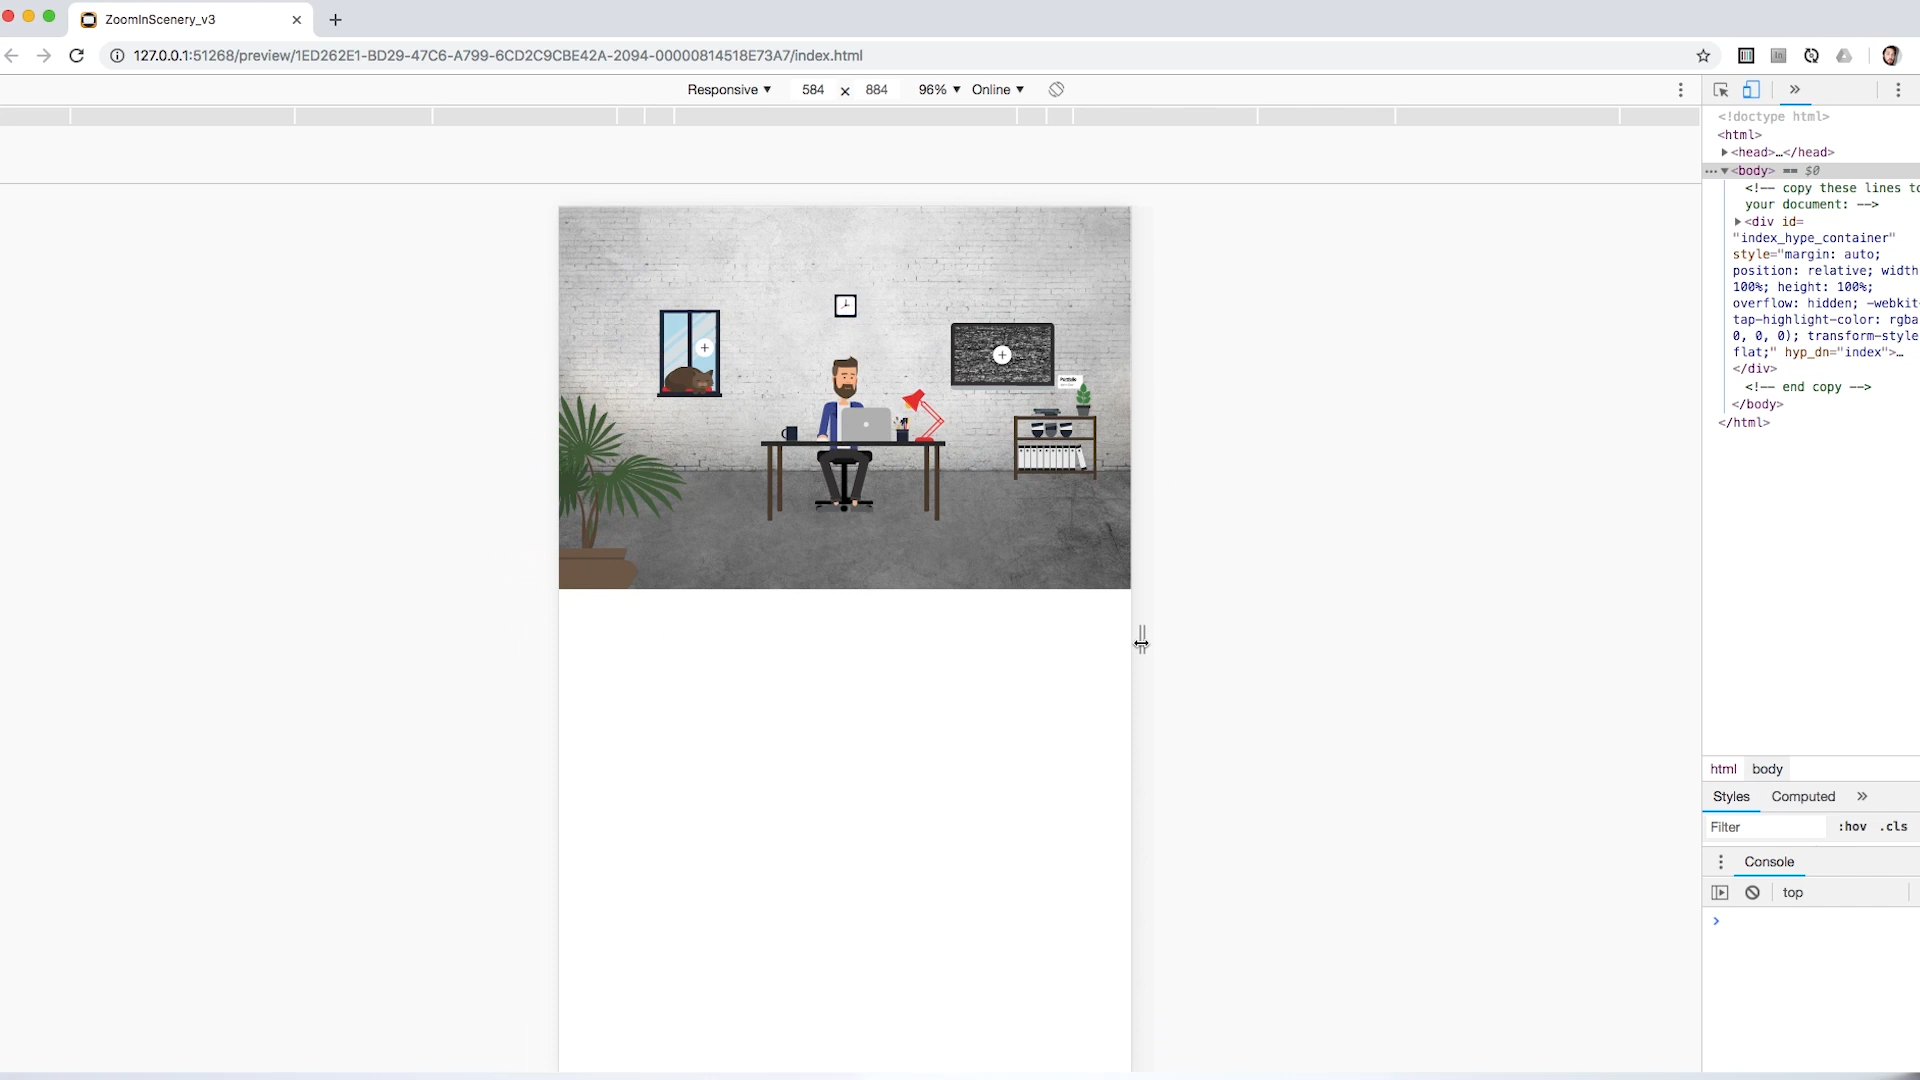 ZoomInScenery_v3
127.0.0.1:51268/preview/1ED262E1-BD29-47C6-A799-6CD2C9CBE42A-2094-00000814518E73A7/index.html
Responsive 584 x 884 96% Online
<!doctype html>
<html>
<head>…</head>
<body> == $0
<!-- copy these lines to
your document: -->
<div id=
"index_hype_container"
style="margin: auto;
position: relative; width
100%; height: 100%;
overflow: hidden; -webkit-
tap-highlight-color: rgba
0, 0, 0); transform-style
flat;" hyp_dn="index">…
</div>
<!-- end copy -->
</body>
</html>
Portfolio
html body
Styles Computed
Filter :hov .cls
Console
top